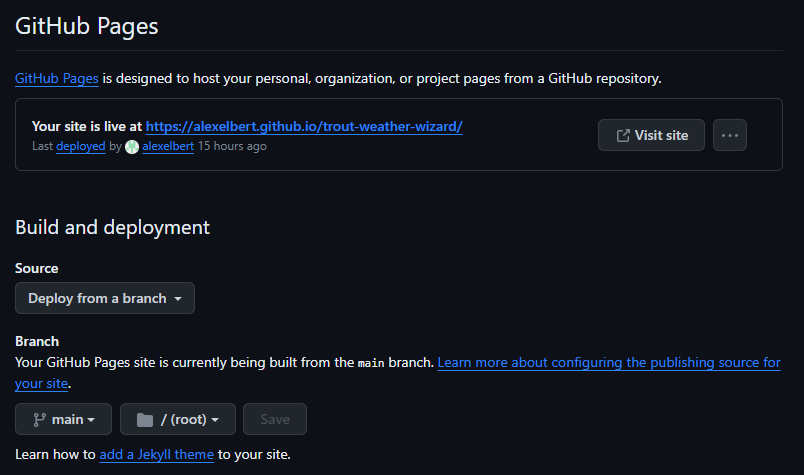 GitHub Pages
GitHub Pages is designed to host your personal, organization, or project pages from a GitHub repository.
Your site is live at https://alexelbert.github.io/trout-weather-wizard/
Last deployed by alexelbert 15 hours ago
Visit site
Build and deployment
Source
Deploy from a branch
Branch
Your GitHub Pages site is currently being built from the main branch. Learn more about configuring the publishing source for
your site.
main
/ (root)
Save
Learn how to add a Jekyll theme to your site.